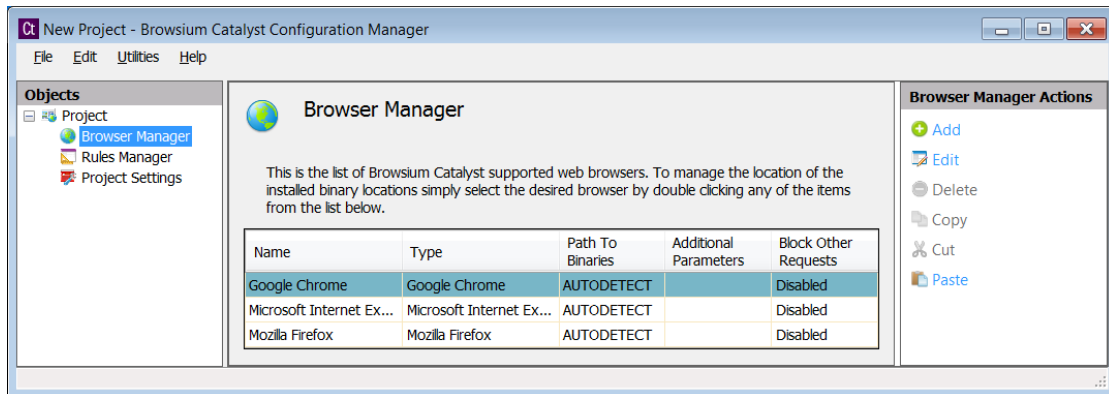 Ct New Project - Browsium Catalyst Configuration Manager
File Edit Utilities Help
Objects
Project
Browser Manager
Rules Manager
Project Settings
Browser Manager
This is the list of Browsium Catalyst supported web browsers. To manage the location of the
installed binary locations simply select the desired browser by double clicking any of the items
from the list below.
Name Type Path To Binaries Additional Parameters Block Other Requests
Google Chrome Google Chrome AUTODETECT Disabled
Microsoft Internet Ex... Microsoft Internet Ex... AUTODETECT Disabled
Mozilla Firefox Mozilla Firefox AUTODETECT Disabled
Browser Manager Actions
Add
Edit
Delete
Copy
Cut
Paste